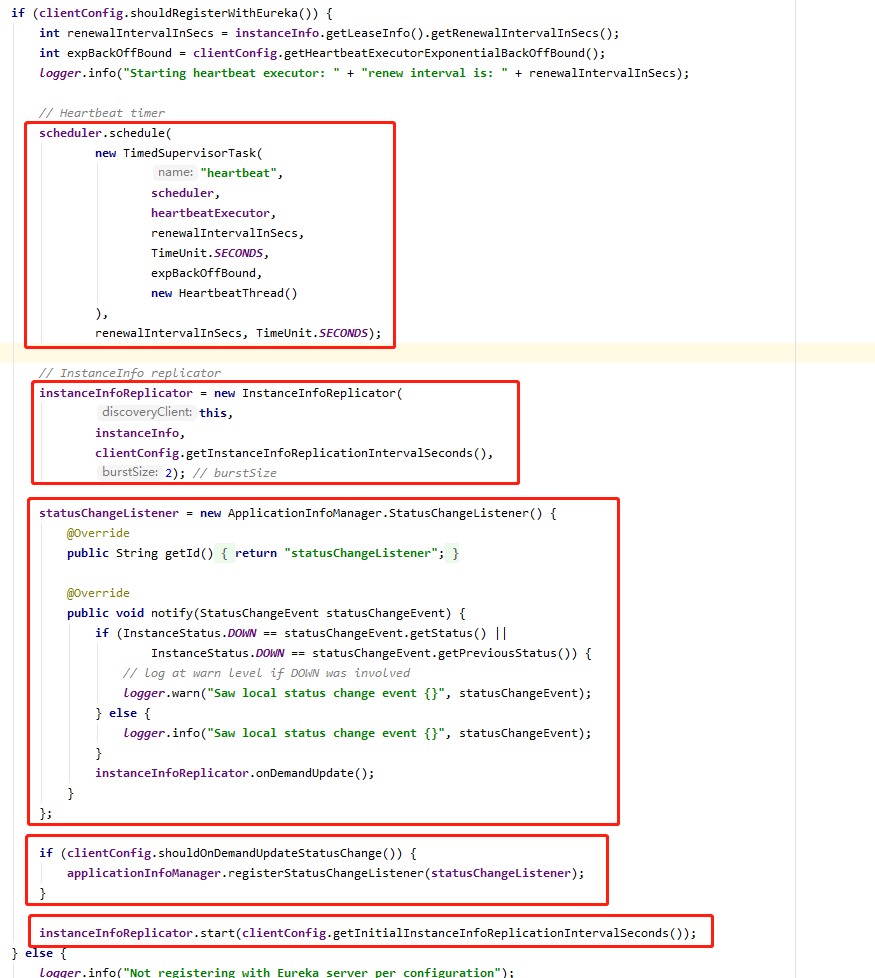 if (clientConfig.shouldRegisterWithEureka()) {
    int renewalIntervalInSecs = instanceInfo.getLeaseInfo().getRenewalIntervalInSecs();
    int expBackOffBound = clientConfig.getHeartbeatExecutorExponentialBackOffBound();
    logger.info("Starting heartbeat executor: " + "renew interval is: " + renewalIntervalInSecs);
    // Heartbeat timer
    scheduler.schedule(
            new TimedSupervisorTask(
                    name: "heartbeat",
                    scheduler,
                    heartbeatExecutor,
                    renewalIntervalInSecs,
                    TimeUnit.SECONDS,
                    expBackOffBound,
                    new HeartbeatThread()
            ),
            renewalIntervalInSecs, TimeUnit.SECONDS);
    // InstanceInfo replicator
    instanceInfoReplicator = new InstanceInfoReplicator(
            discoveryClient: this,
            instanceInfo,
            clientConfig.getInstanceInfoReplicationIntervalSeconds(),
            burstSize: 2); // burstSize
    statusChangeListener = new ApplicationInfoManager.StatusChangeListener() {
        @Override
        public String getId() { return "statusChangeListener"; }
        @Override
        public void notify(StatusChangeEvent statusChangeEvent) {
            if (InstanceStatus.DOWN == statusChangeEvent.getStatus() ||
                    InstanceStatus.DOWN == statusChangeEvent.getPreviousStatus()) {
                // log at warn level if DOWN was involved
                logger.warn("Saw local status change event {}", statusChangeEvent);
            } else {
                logger.info("Saw local status change event {}", statusChangeEvent);
            }
            instanceInfoReplicator.onDemandUpdate();
        }
    };
    if (clientConfig.shouldOnDemandUpdateStatusChange()) {
        applicationInfoManager.registerStatusChangeListener(statusChangeListener);
    }
    instanceInfoReplicator.start(clientConfig.getInitialInstanceInfoReplicationIntervalSeconds());
} else {
    logger.info("Not registering with Eureka server per configuration");